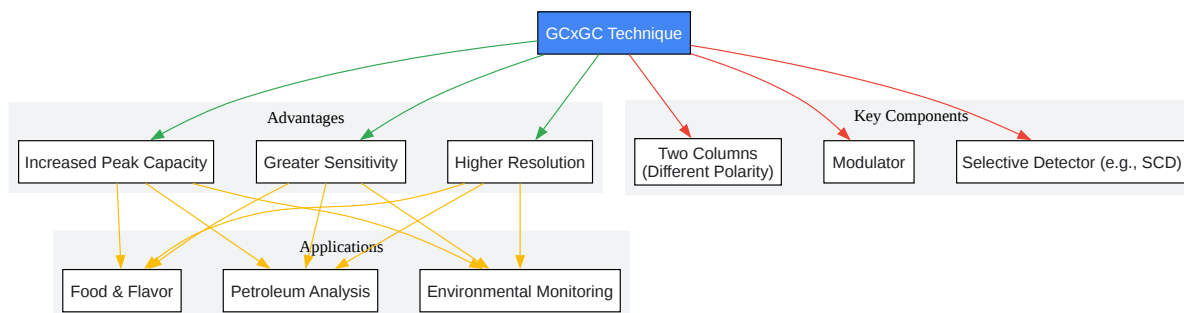 GCxGC Technique
Advantages
Increased Peak Capacity
Greater Sensitivity
Higher Resolution
Key Components
Two Columns
(Different Polarity)
Modulator
Selective Detector (e.g., SCD)
Applications
Food & Flavor
Petroleum Analysis
Environmental Monitoring